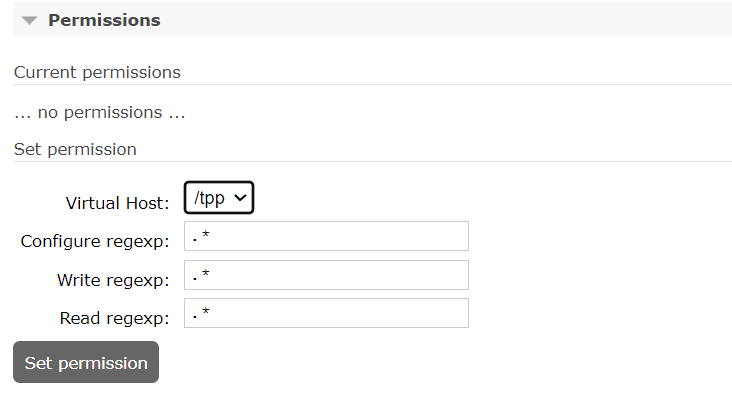 Permissions
Current permissions
... no permissions ...
Set permission
Virtual Host: /tpp
Configure regexp: .*
Write regexp: .*
Read regexp: .*
Set permission